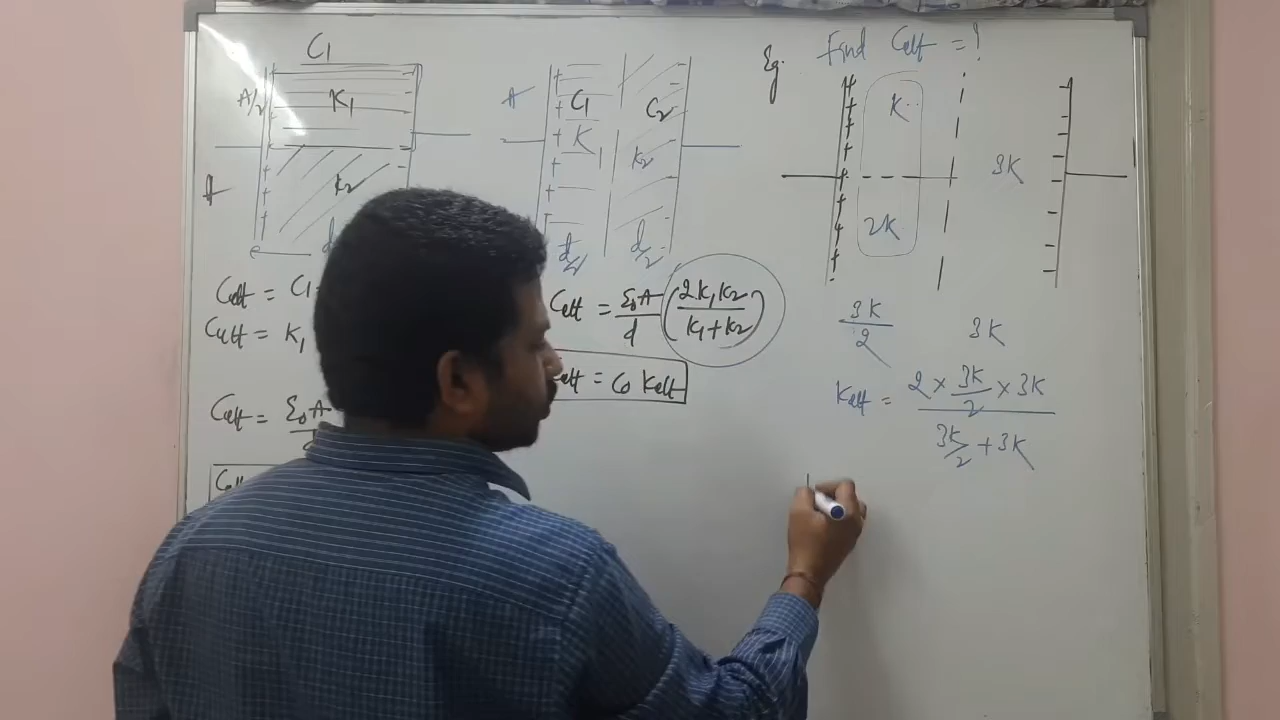 C1
A/2
K1
K2
A
d
Ceff = C1
Ceff = K1
Ceff = ε0A
Ceff
A
C1
K1
C2
K2
d/2
d/2
Ceff = ε0A/d (2K1K2/K1+K2)
eff = C0 Keff
Eg: Find Ceff = ?
K
3K
2K
3K/2
3K
Keff = 2 × 3K/2 × 3K
3K/2 + 3K